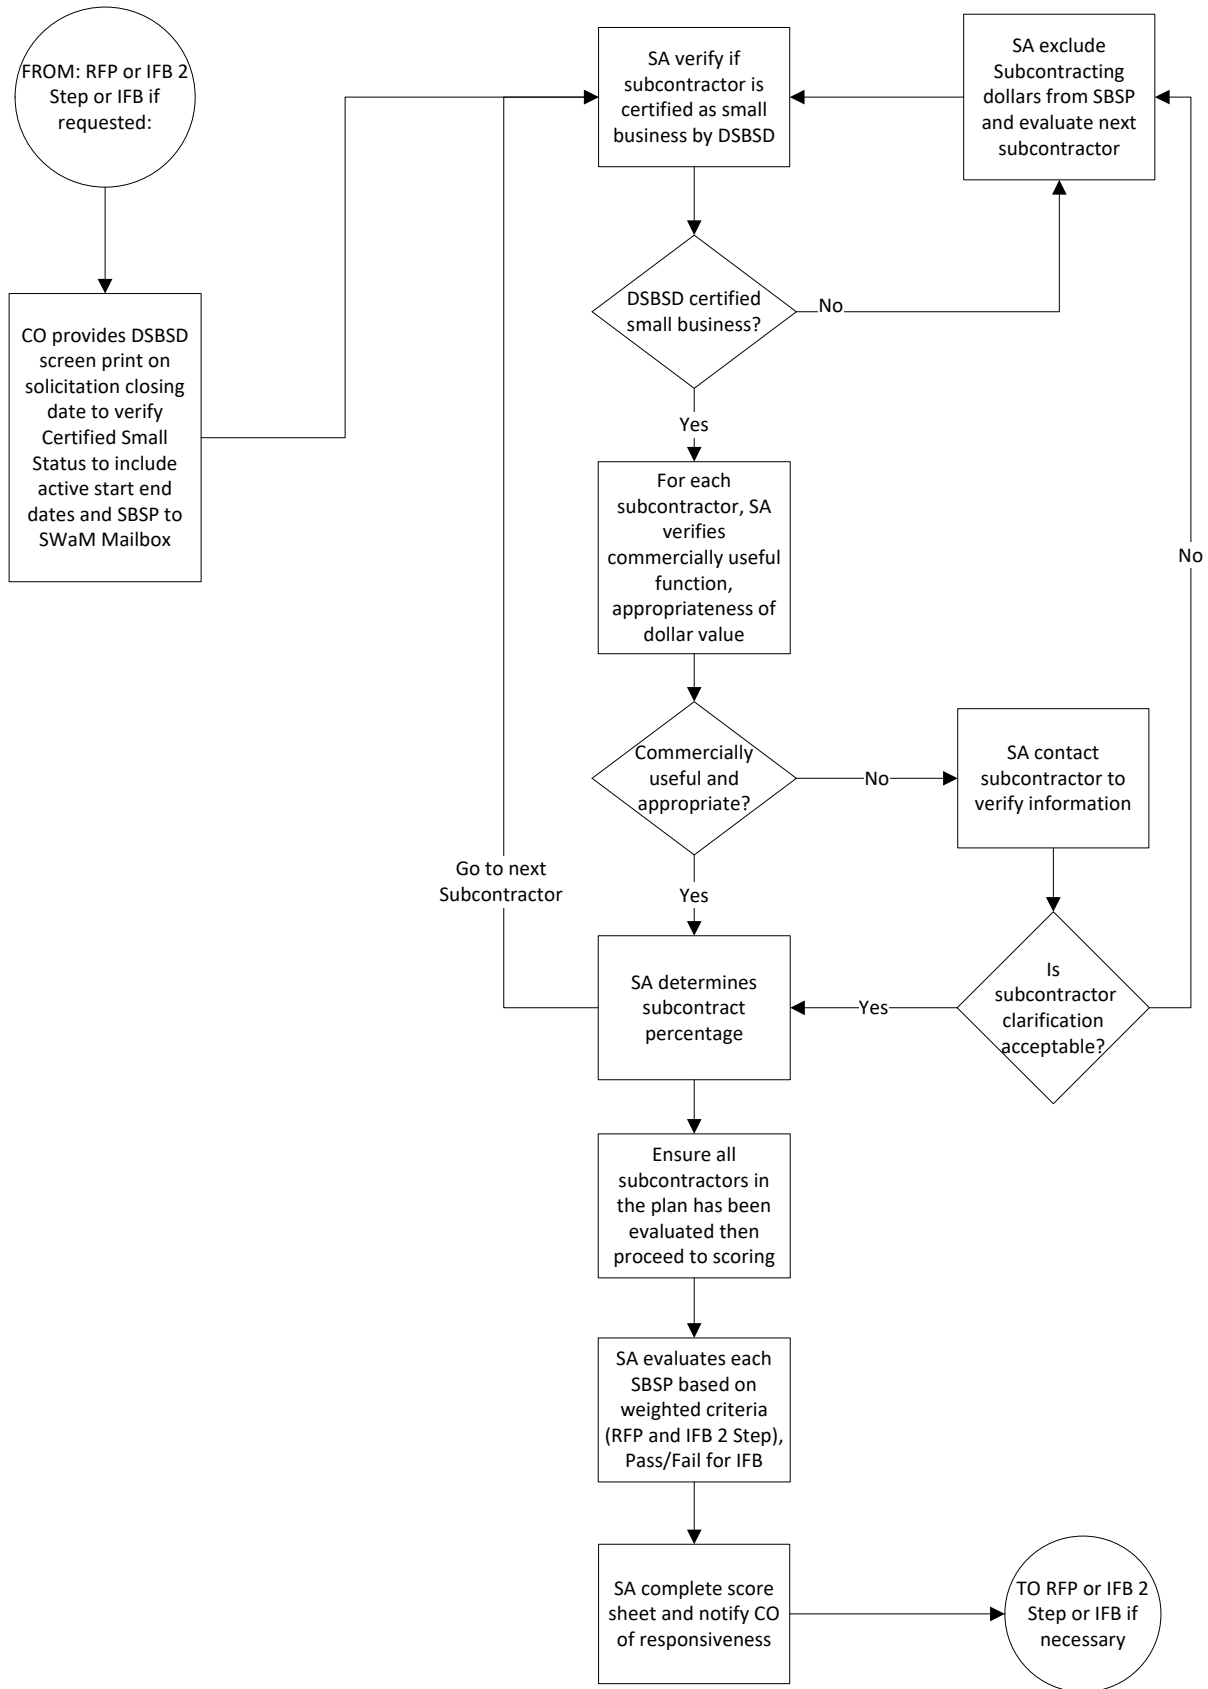 FROM: RFP or IFB 2
Step or IFB if
requested:
CO provides DSBSD
screen print on
solicitation closing
date to verify
Certified Small
Status to include
active start end
dates and SBSP to
SWaM Mailbox
SA verify if
subcontractor is
certified as small
business by DSBSD
SA exclude
Subcontracting
dollars from SBSP
and evaluate next
subcontractor
DSBSD certified
small business?
No
Yes
For each
subcontractor, SA
verifies
commercially useful
function,
appropriateness of
dollar value
No
Commercially
useful and
appropriate?
No
SA contact
subcontractor to
verify information
Go to next
Subcontractor
Yes
SA determines
subcontract
percentage
Yes
Is
subcontractor
clarification
acceptable?
Ensure all
subcontractors in
the plan has been
evaluated then
proceed to scoring
SA evaluates each
SBSP based on
weighted criteria
(RFP and IFB 2 Step),
Pass/Fail for IFB
SA complete score
sheet and notify CO
of responsiveness
TO RFP or IFB 2
Step or IFB if
necessary